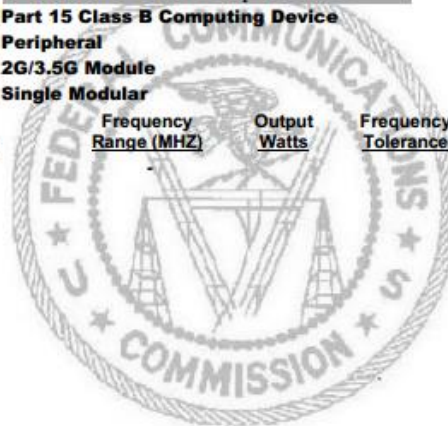 Part 15 Class B Computing Device
Peripheral
2G/3.5G Module
Single Modular
Frequency Output Frequency
Range (MHZ) Watts Tolerance
-
FEDERAL COMMUNICATIONS
COMMISSION
U S